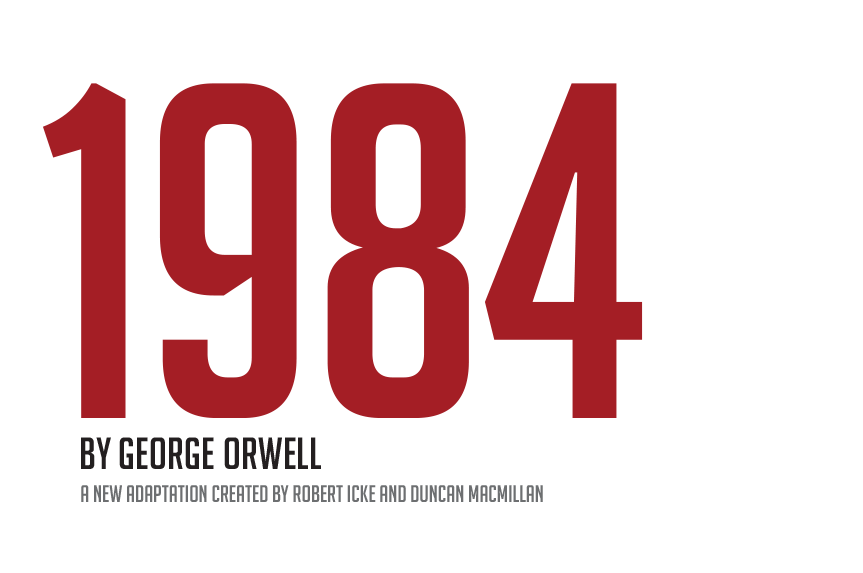 1984
BY GEORGE ORWELL
A NEW ADAPTATION CREATED BY ROBERT ICKE AND DUNCAN MACMILLAN